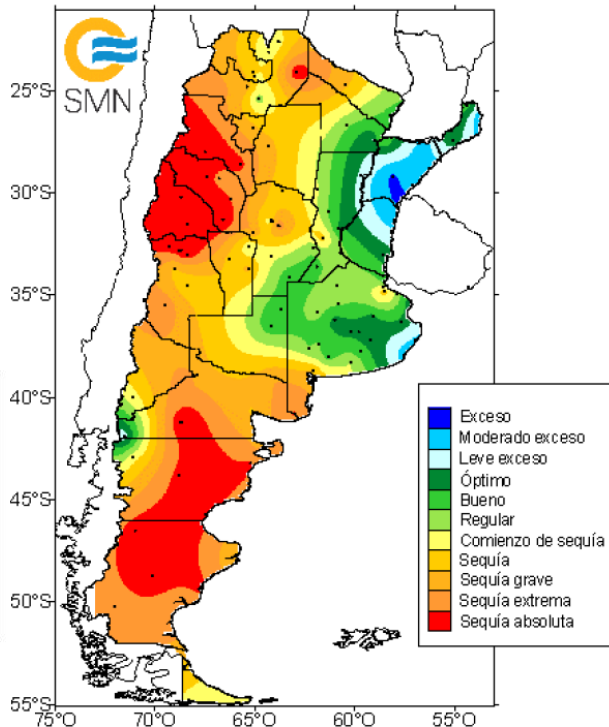 SMN
25°S
30°S
35°S
40°S
45°S
50°S
55°S
75°O 70°O 65°O 60°O 55°O
Exceso
Moderado exceso
Leve exceso
Óptimo
Bueno
Regular
Comienzo de sequía
Sequía
Sequía grave
Sequía extrema
Sequía absoluta